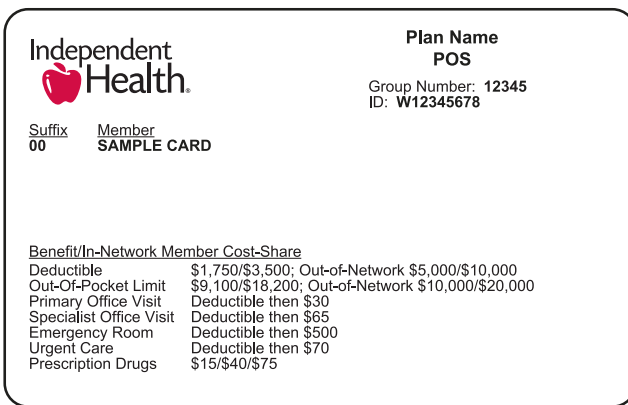 Independent
Health®
Plan Name
POS
Group Number: 12345
ID: W12345678
Suffix Member
00 SAMPLE CARD
Benefit/In-Network Member Cost-Share
Deductible $1,750/$3,500; Out-of-Network $5,000/$10,000
Out-Of-Pocket Limit $9,100/$18,200; Out-of-Network $10,000/$20,000
Primary Office Visit Deductible then $30
Specialist Office Visit Deductible then $65
Emergency Room Deductible then $500
Urgent Care Deductible then $70
Prescription Drugs $15/$40/$75